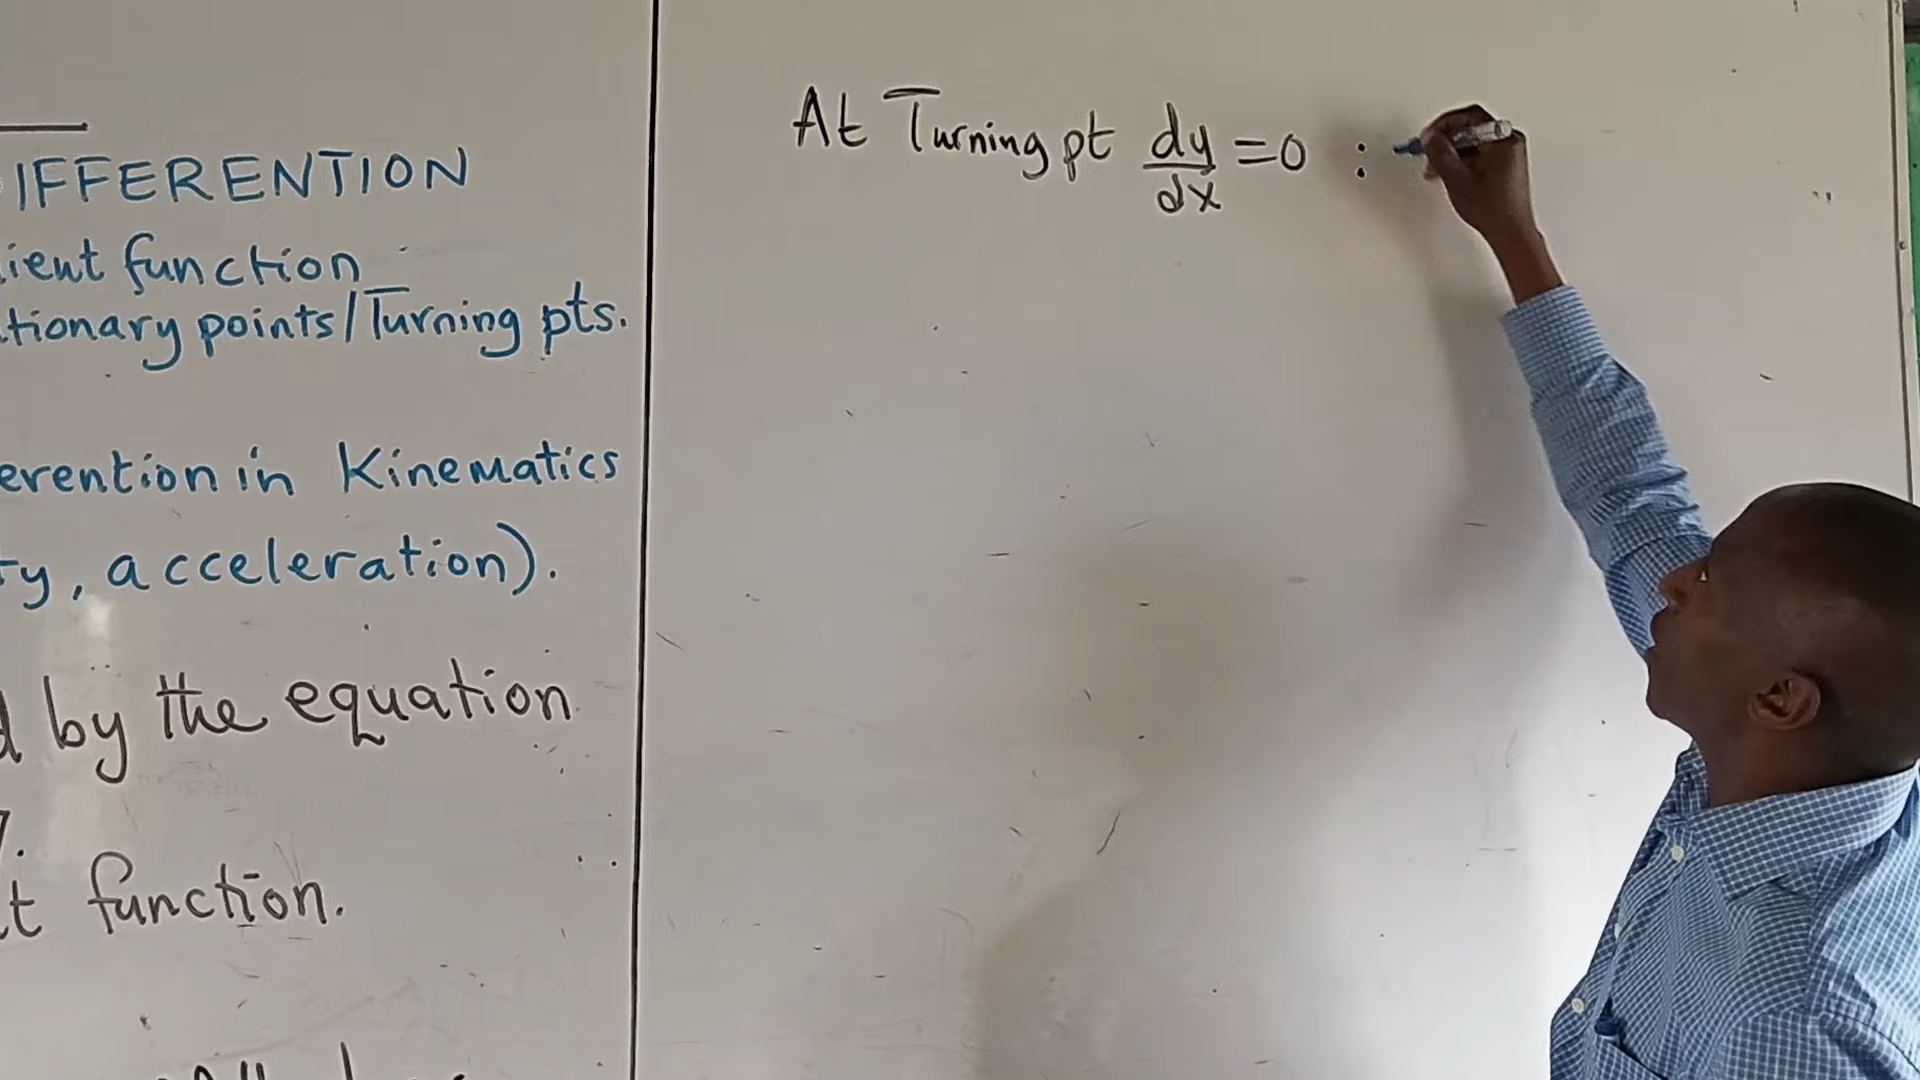 IFFERENTION
ient function
tionary points/Turning pts.
erention in Kinematics
ty, acceleration).
d by the equation
t function.
At Turning pt dy/dx =0 :